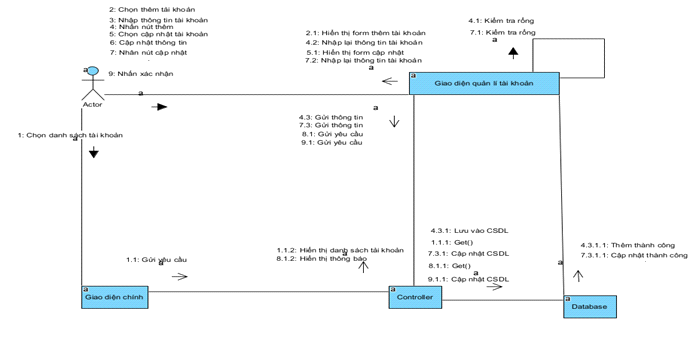 2: Chọn thêm tài khoản
3: Nhập thông tin tài khoản
4: Nhấn nút thêm
5: Chọn cập nhật tài khoản
6: Cập nhật thông tin
7: Nhấn nút cập nhật
9: Nhấn xác nhận
a
Actor
a
2.1: Hiển thị form thêm tài khoản
4.2: Nhập lại thông tin tài khoản
5.1: Hiển form cập nhật
7.2: Nhập lại thông tin tài khoản
a
4.1: Kiểm tra rỗng
7.1: Kiểm tra rỗng
a
a
Giao diện quản lí tài khoản
a
4.3: Gửi thông tin
7.3: Gửi thông tin
8.1: Gửi yêu cầu
9.1: Gửi yêu cầu
1: Chọn danh sách tài khoản
a
1.1: Gửi yêu cầu
a
1.1.2: Hiển thị danh sách tài khoản
8.1.2: Hiển thị thông báo
a
4.3.1: Lưu vào CSDL
1.1.1: Get()
7.3.1: Cập nhật CSDL
8.1.1: Get()
9.1.1: Cập nhật CSDL
a
4.3.1.1: Thêm thành công
7.3.1.1: Cập nhật thành công
a
a
Giao diện chính
a
Controller
a
Database